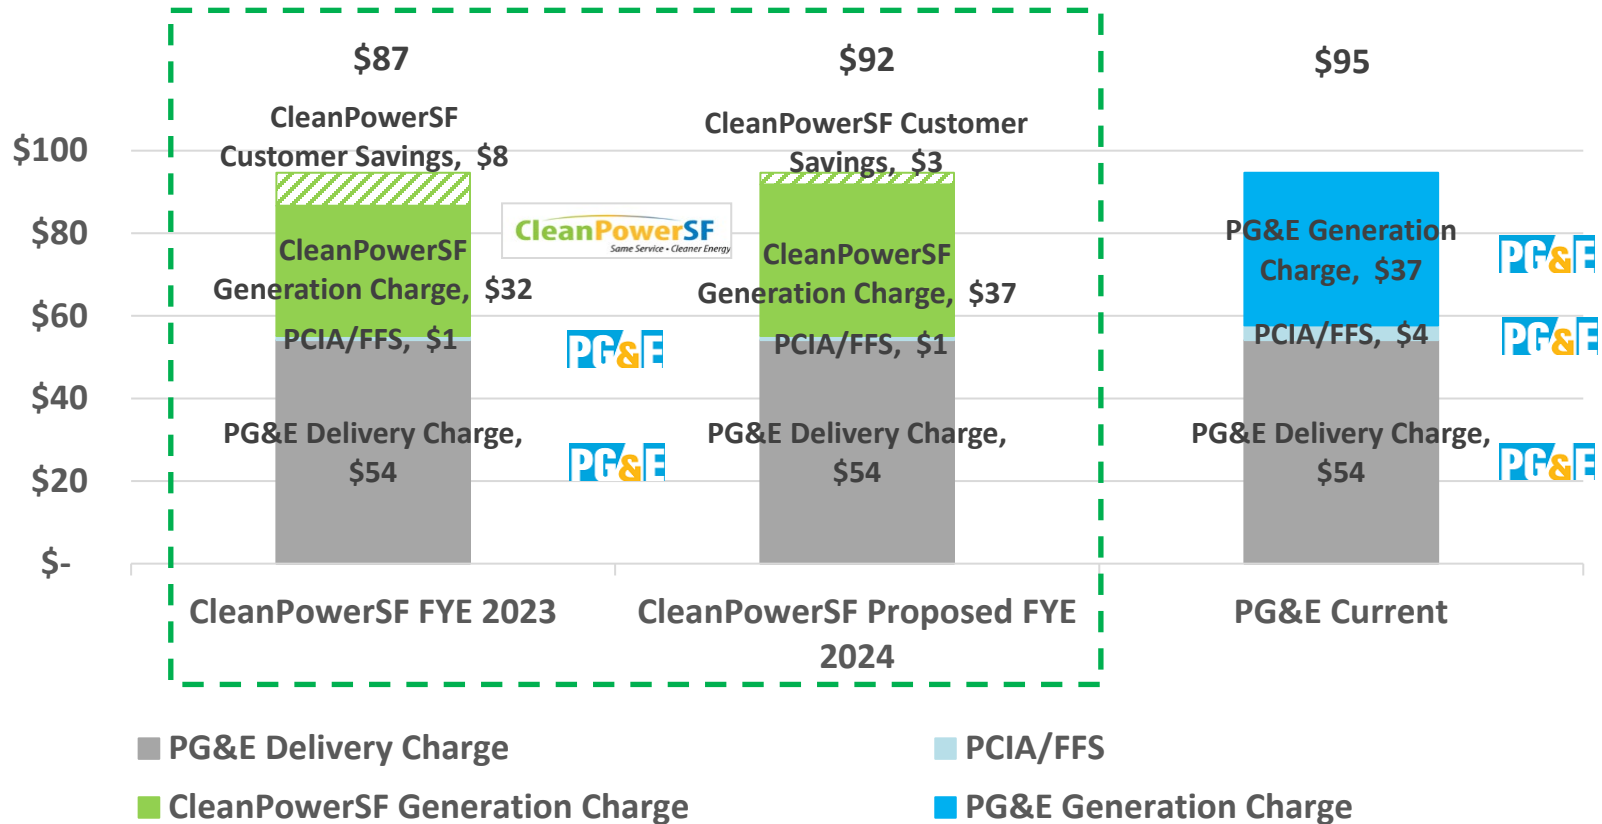 $87
$92
$95
CleanPowerSF
Customer Savings, $8
CleanPowerSF Customer
Savings, $3
$100
$80
$60
$40
$20
$-
CleanPowerSF
Same Service • Cleaner Energy
CleanPowerSF
Generation Charge, $32
CleanPowerSF
Generation Charge, $37
PG&E Generation
Charge, $37
PG&E
PCIA/FFS, $1
PG&E
PCIA/FFS, $1
PCIA/FFS, $4
PG&E
PG&E Delivery Charge,
$54
PG&E
PG&E Delivery Charge,
$54
PG&E Delivery Charge,
$54
PG&E
CleanPowerSF FYE 2023
CleanPowerSF Proposed FYE
2024
PG&E Current
PG&E Delivery Charge
PCIA/FFS
CleanPowerSF Generation Charge
PG&E Generation Charge